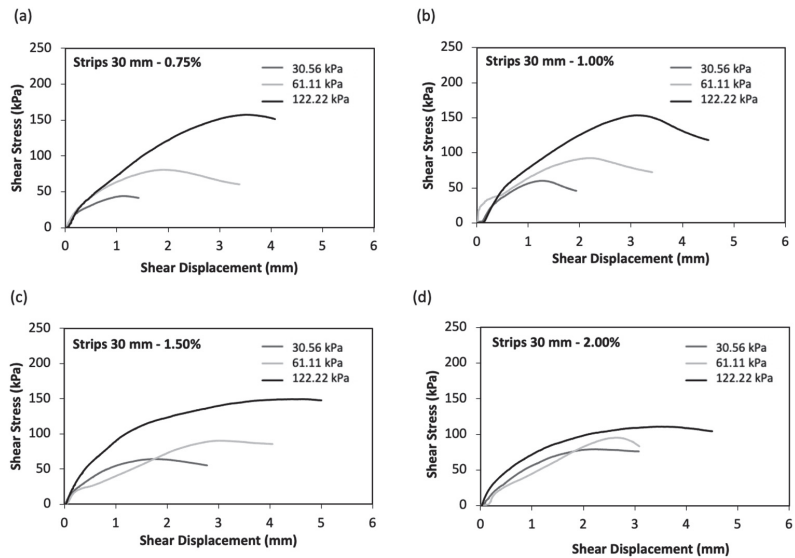 (a)
Strips 30 mm - 0.75%
30.56 kPa
61.11 kPa
122.22 kPa
Shear Stress (kPa)
250
200
150
100
50
0
0 1 2 3 4 5 6
Shear Displacement (mm)
(b)
Strips 30 mm - 1.00%
30.56 kPa
61.11 kPa
122.22 kPa
Shear Stress (kPa)
250
200
150
100
50
0
0 1 2 3 4 5 6
Shear Displacement (mm)
(c)
Strips 30 mm - 1.50%
30.56 kPa
61.11 kPa
122.22 kPa
Shear Stress (kPa)
250
200
150
100
50
0
0 1 2 3 4 5 6
Shear Displacement (mm)
(d)
Strips 30 mm - 2.00%
30.56 kPa
61.11 kPa
122.22 kPa
Shear Stress (kPa)
250
200
150
100
50
0
0 1 2 3 4 5 6
Shear Displacement (mm)